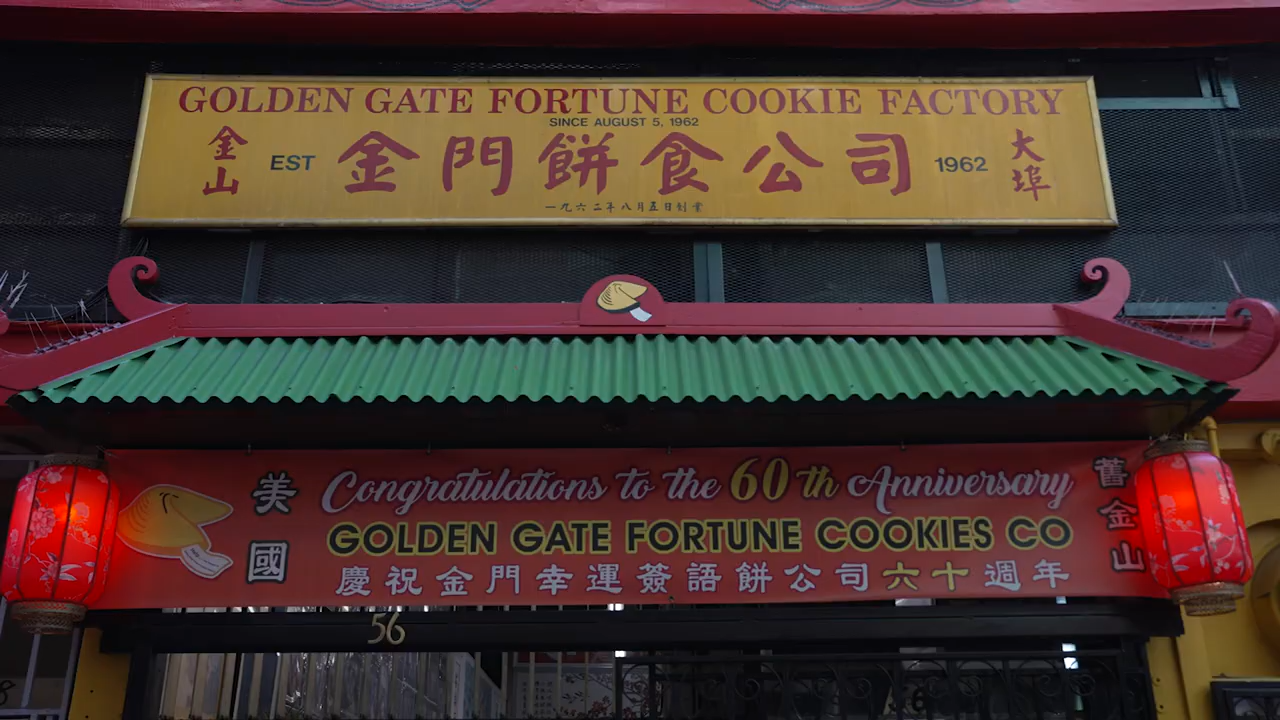 GOLDEN GATE FORTUNE COOKIE FACTORY
SINCE AUGUST 5, 1962
金山
EST
金門餅食公司
1962
大埠
一九六二年八月五日創業
美國
Congratulations to the 60th Anniversary
GOLDEN GATE FORTUNE COOKIES CO
慶祝金門幸運簽語餅公司六十週年
舊金山
56